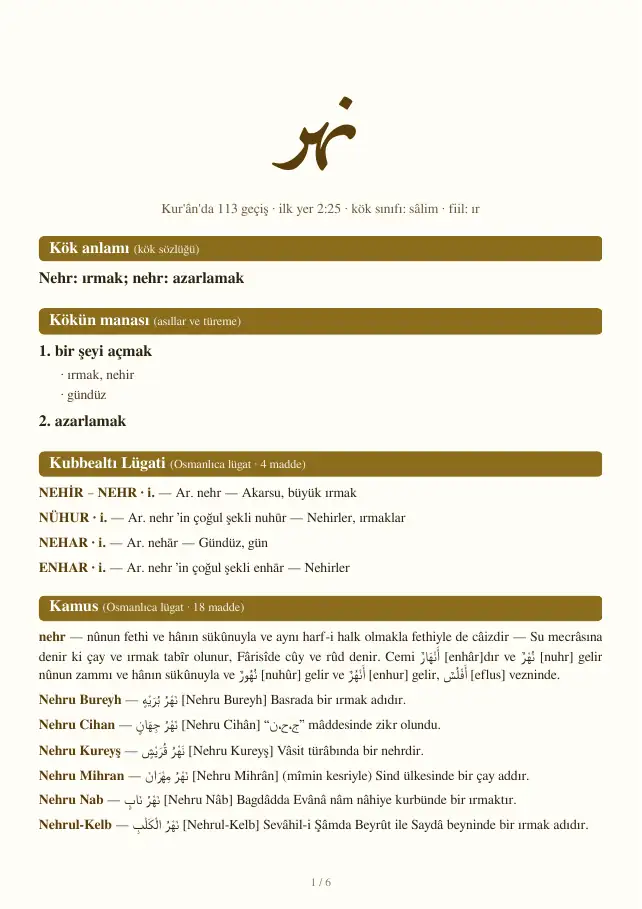 نهر
Kur'ân'da 113 geçiş · ilk yer 2:25 · kök sınıfı: sâlim · fiil: ır
Kök anlamı (kök sözlüğü)
Nehr: ırmak; nehr: azarlamak
Kökün manası (asıllar ve türeme)
1. bir şeyi açmak
· ırmak, nehir
· gündüz
2. azarlamak
Kubbealtı Lügati (Osmanlıca lügat · 4 madde)
NEHİR – NEHR · i. — Ar. nehr — Akarsu, büyük ırmak
NÜHUR · i. — Ar. nehr 'in çoğul şekli nuhūr — Nehirler, ırmaklar
NEHAR · i. — Ar. nehār — Gündüz, gün
ENHAR · i. — Ar. nehr 'in çoğul şekli enhār — Nehirler
Kamus (Osmanlıca lügat · 18 madde)
nehr — nûnun fethi ve hânın sükûnuyla ve aynı harf-i halk olmakla fethiyle de câizdir — Su mecrâsına
denir ki çay ve ırmak tabîr olunur, Fârisîde cûy ve rûd denir. Cemi أَنْهَارٌ [enhâr]dır ve نُهْرٌ [nuhr] gelir
nûnun zammı ve hânın sükûnuyla ve نُهُورٌ [nuhûr] gelir ve أَنْهُرٌ [enhur] gelir, أَفْلُسٌ [eflus] vezninde.
Nehru Bureyh — نَهْرُ بُرَيْهٍ [Nehru Bureyh] Basrada bir ırmak adıdır.
Nehru Cihan — نَهْرُ جِهَانٍ [Nehru Cihân] “ج،ح،ن” mâddesinde zikr olundu.
Nehru Kureyş — نَهْرُ قُرَيْشٍ [Nehru Kureyş] Vâsit türâbında bir nehrdir.
Nehru Mihran — نَهْرُ مِهْرَانَ [Nehru Mihrân] (mîmin kesriyle) Sind ülkesinde bir çay addır.
Nehru Nab — نَهْرُ نَابٍ [Nehru Nâb] Bagdâdda Evânâ nâm nâhiye kurbünde bir ırmaktır.
Nehrul-Kelb — نَهْرُ الْكَلْبِ [Nehrul-Kelb] Sevâhil-i Şâmda Beyrût ile Saydâ beyninde bir ırmak adıdır.
1 / 6